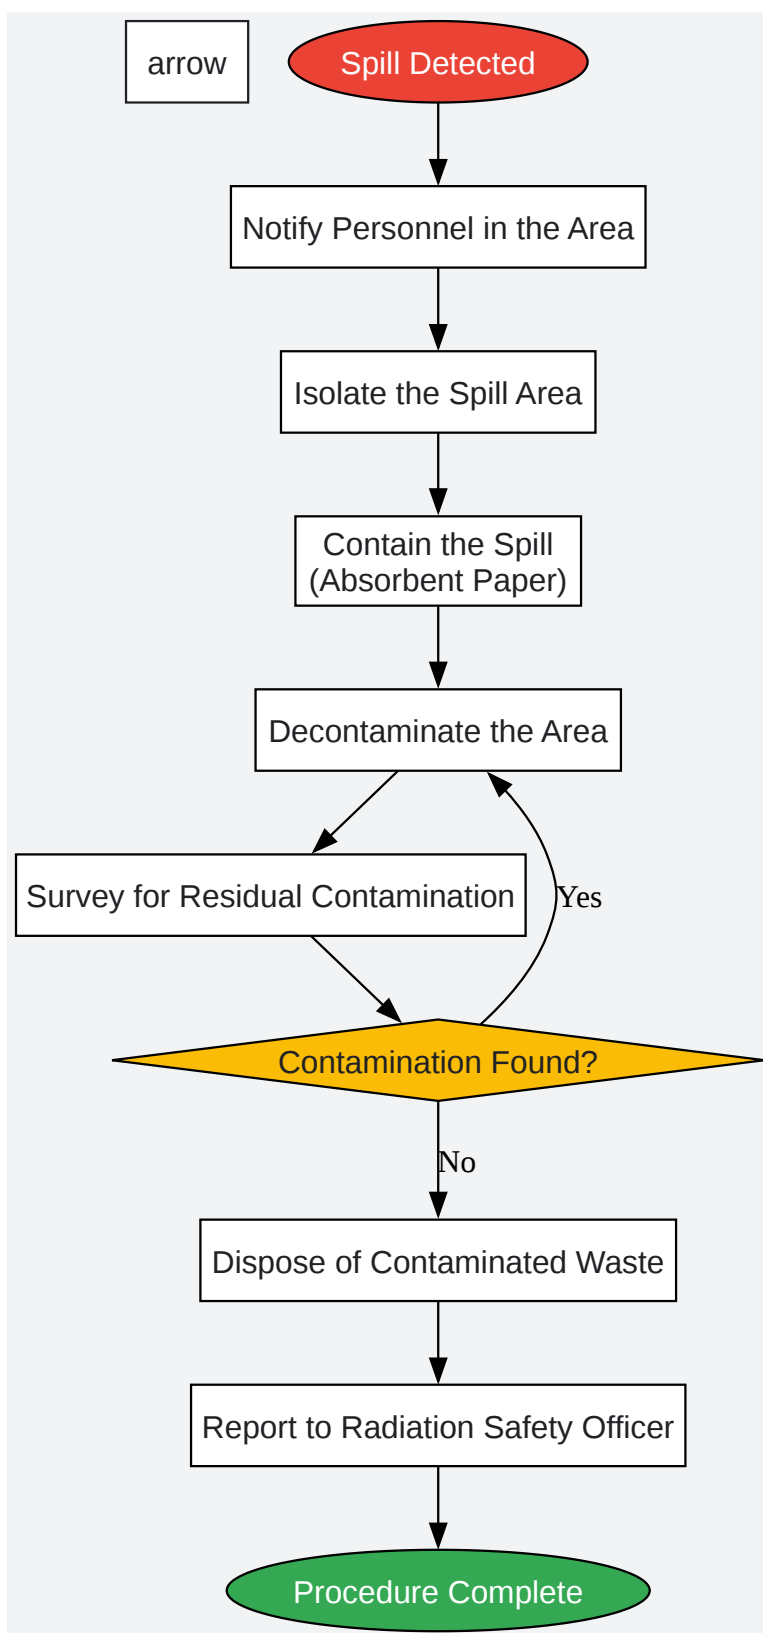 arrow
Spill Detected
Notify Personnel in the Area
Isolate the Spill Area
Contain the Spill
(Absorbent Paper)
Decontaminate the Area
Survey for Residual Contamination
Yes
Contamination Found?
No
Dispose of Contaminated Waste
Report to Radiation Safety Officer
Procedure Complete